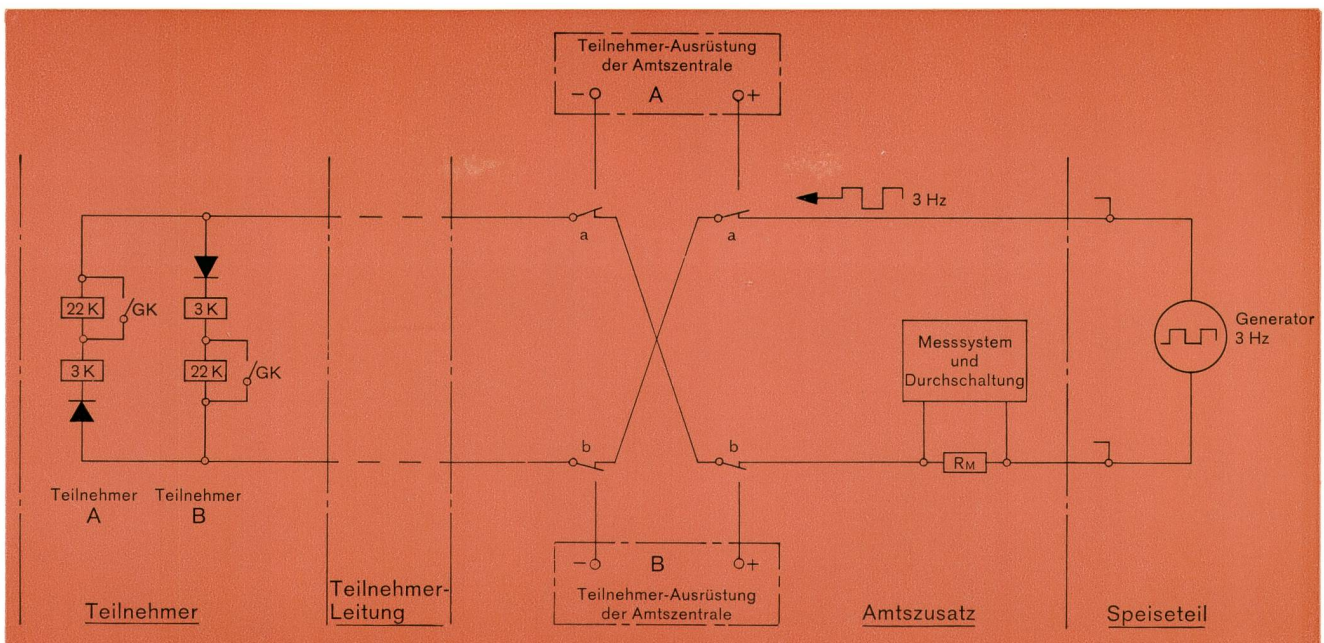 Teilnehmer-Ausrüstung
der Amtszentrale
− A +
3 Hz
a
a
22 K
GK
3 K
3 K
22 K
GK
Generator
3 Hz
Messsystem
und
Durchschaltung
b
b
RM
Teilnehmer
A
Teilnehmer
B
− B +
Teilnehmer-Ausrüstung
der Amtszentrale
Teilnehmer
Teilnehmer-
Leitung
Amtszusatz
Speiseteil